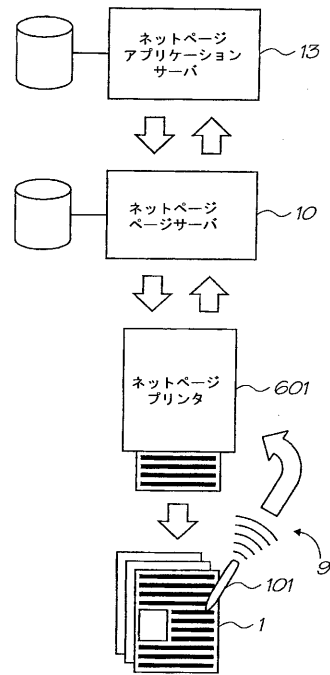 ネットページ
アプリケーション
サーバ
13
ネットページ
ページサーバ
10
ネットページ
プリンタ
601
9
101
1